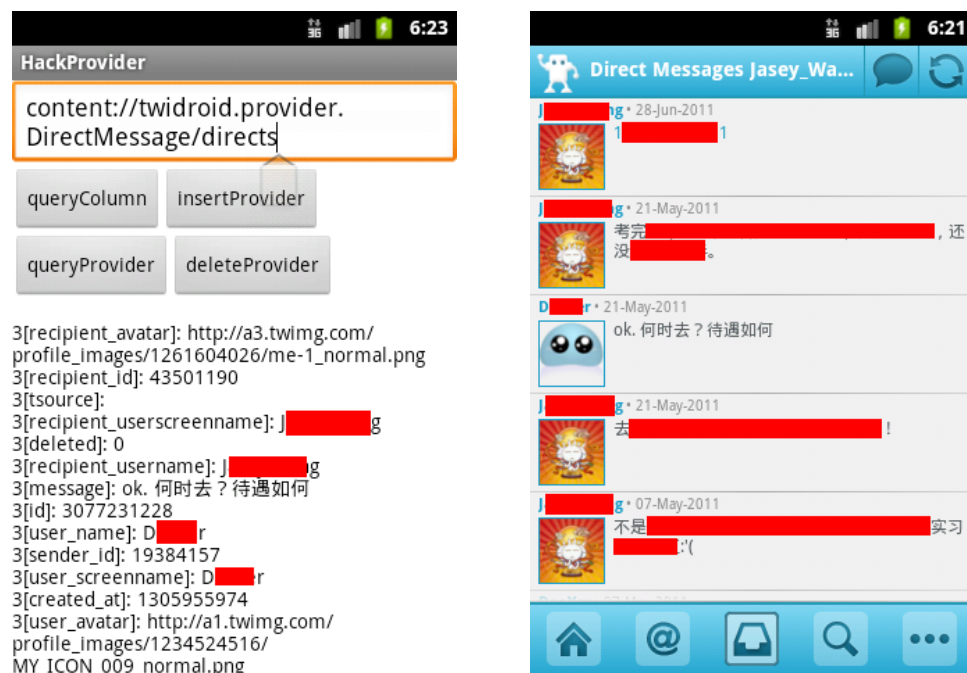 3G 6:23
HackProvider
content://twidroid.provider.
DirectMessage/directs
queryColumn insertProvider
queryProvider deleteProvider
3[recipient_avatar]: http://a3.twimg.com/
profile_images/1261604026/me-1_normal.png
3[recipient_id]: 43501190
3[tsource]:
3[recipient_userscreenname]: J g
3[deleted]: 0
3[recipient_username]: J g
3[message]: ok. 何时去？待遇如何
3[id]: 3077231228
3[user_name]: D r
3[sender_id]: 19384157
3[user_screenname]: D r
3[created_at]: 1305955974
3[user_avatar]: http://a1.twimg.com/
profile_images/1234524516/
MY_ICON_009_normal.png
3G 6:21
Direct Messages Jasey_Wa...
J ng • 28-Jun-2011
1 1
J g • 21-May-2011
考完 , 还
没 。
D r • 21-May-2011
ok. 何时去？待遇如何
J g • 21-May-2011
去 !
J g • 07-May-2011
不是 实习
:'(
@